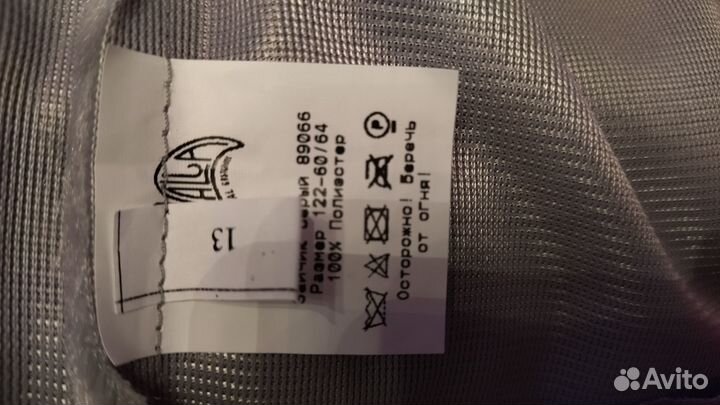 Зайчик серый 89066
Размер 122-60/64
100% Полиэстер
P
Осторожно! Беречь
от огня!
13
Avito